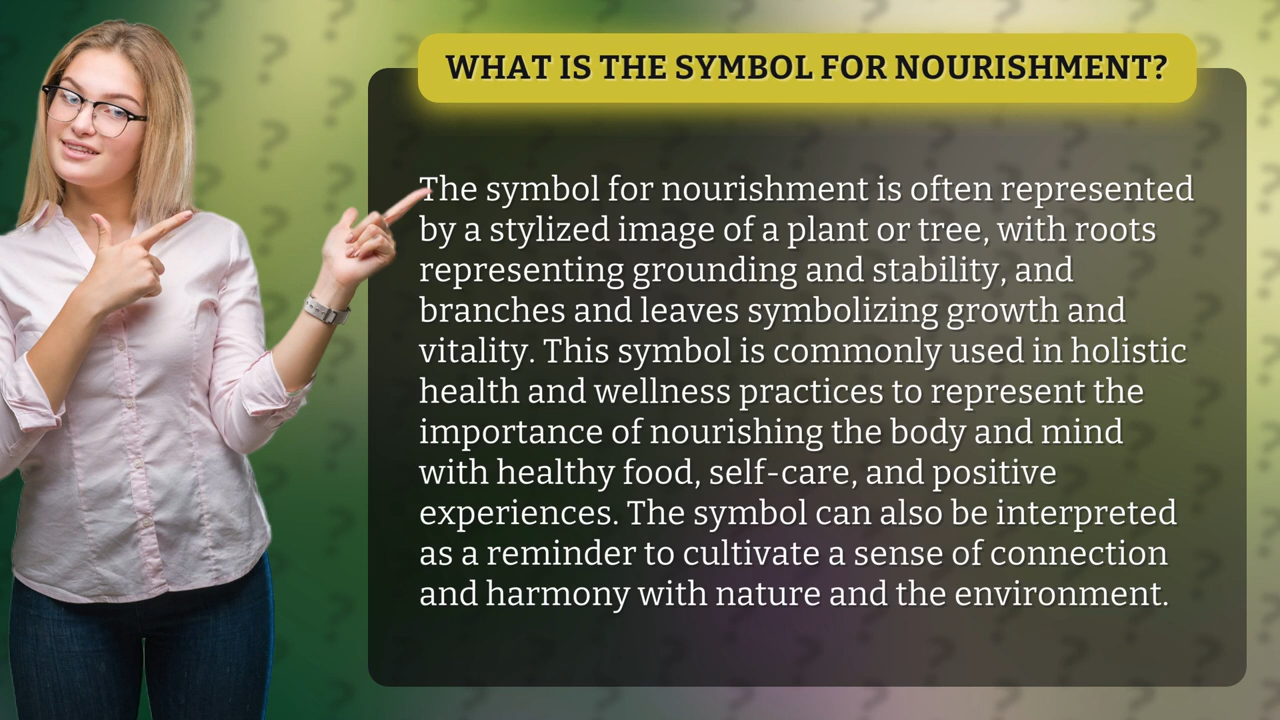 WHAT IS THE SYMBOL FOR NOURISHMENT?
The symbol for nourishment is often represented
by a stylized image of a plant or tree, with roots
representing grounding and stability, and
branches and leaves symbolizing growth and
vitality. This symbol is commonly used in holistic
health and wellness practices to represent the
importance of nourishing the body and mind
with healthy food, self-care, and positive
experiences. The symbol can also be interpreted
as a reminder to cultivate a sense of connection
and harmony with nature and the environment.